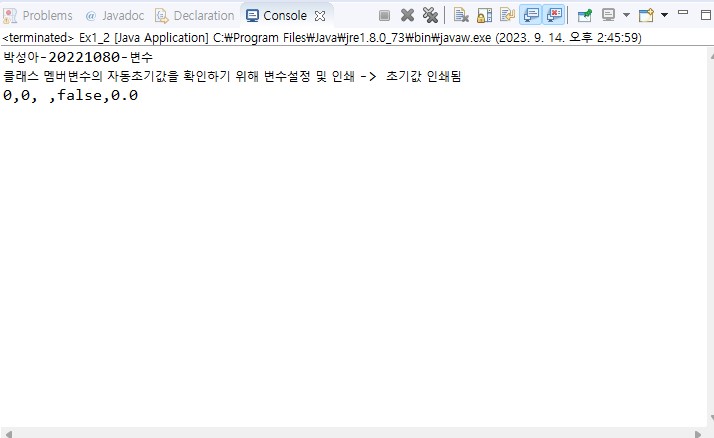 Problems @ Javadoc Declaration Console
<terminated> Ex1_2 [Java Application] C:₩Program Files₩Java₩jre1.8.0_73₩bin₩javaw.exe (2023. 9. 14. 오후 2:45:59)
박성아-20221080-변수
클래스 멤버변수의 자동초기값을 확인하기 위해 변수설정 및 인쇄 -> 초기값 인쇄됨
0,0, ,false,0.0